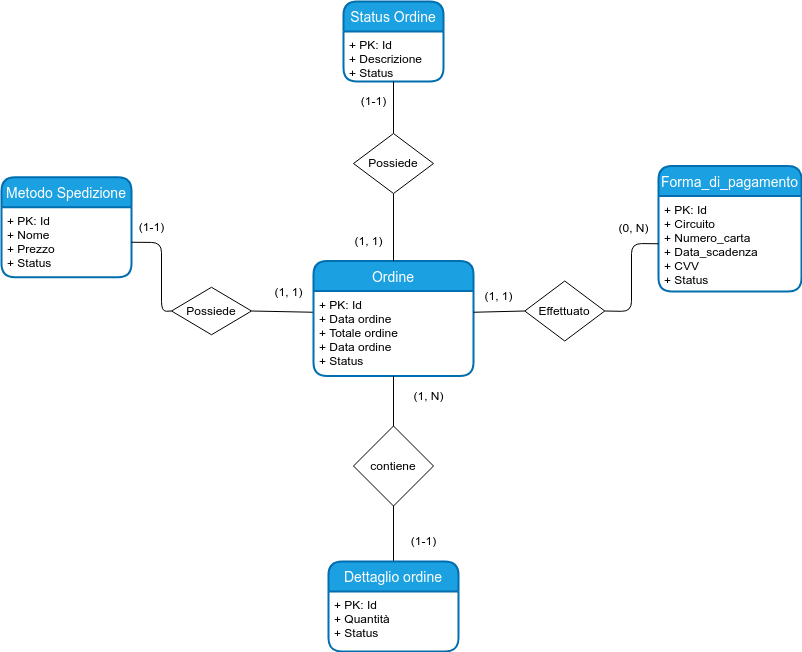 Status Ordine
+ PK: Id
+ Descrizione
+ Status
(1-1)
Possiede
(1, 1)
Metodo Spedizione
+ PK: Id
+ Nome
+ Prezzo
+ Status
(1-1)
Possiede
(1, 1)
Ordine
+ PK: Id
+ Data ordine
+ Totale ordine
+ Data ordine
+ Status
(1, 1)
Effettuato
(0, N)
Forma_di_pagamento
+ PK: Id
+ Circuito
+ Numero_carta
+ Data_scadenza
+ CVV
+ Status
(1, N)
contiene
(1-1)
Dettaglio ordine
+ PK: Id
+ Quantità
+ Status